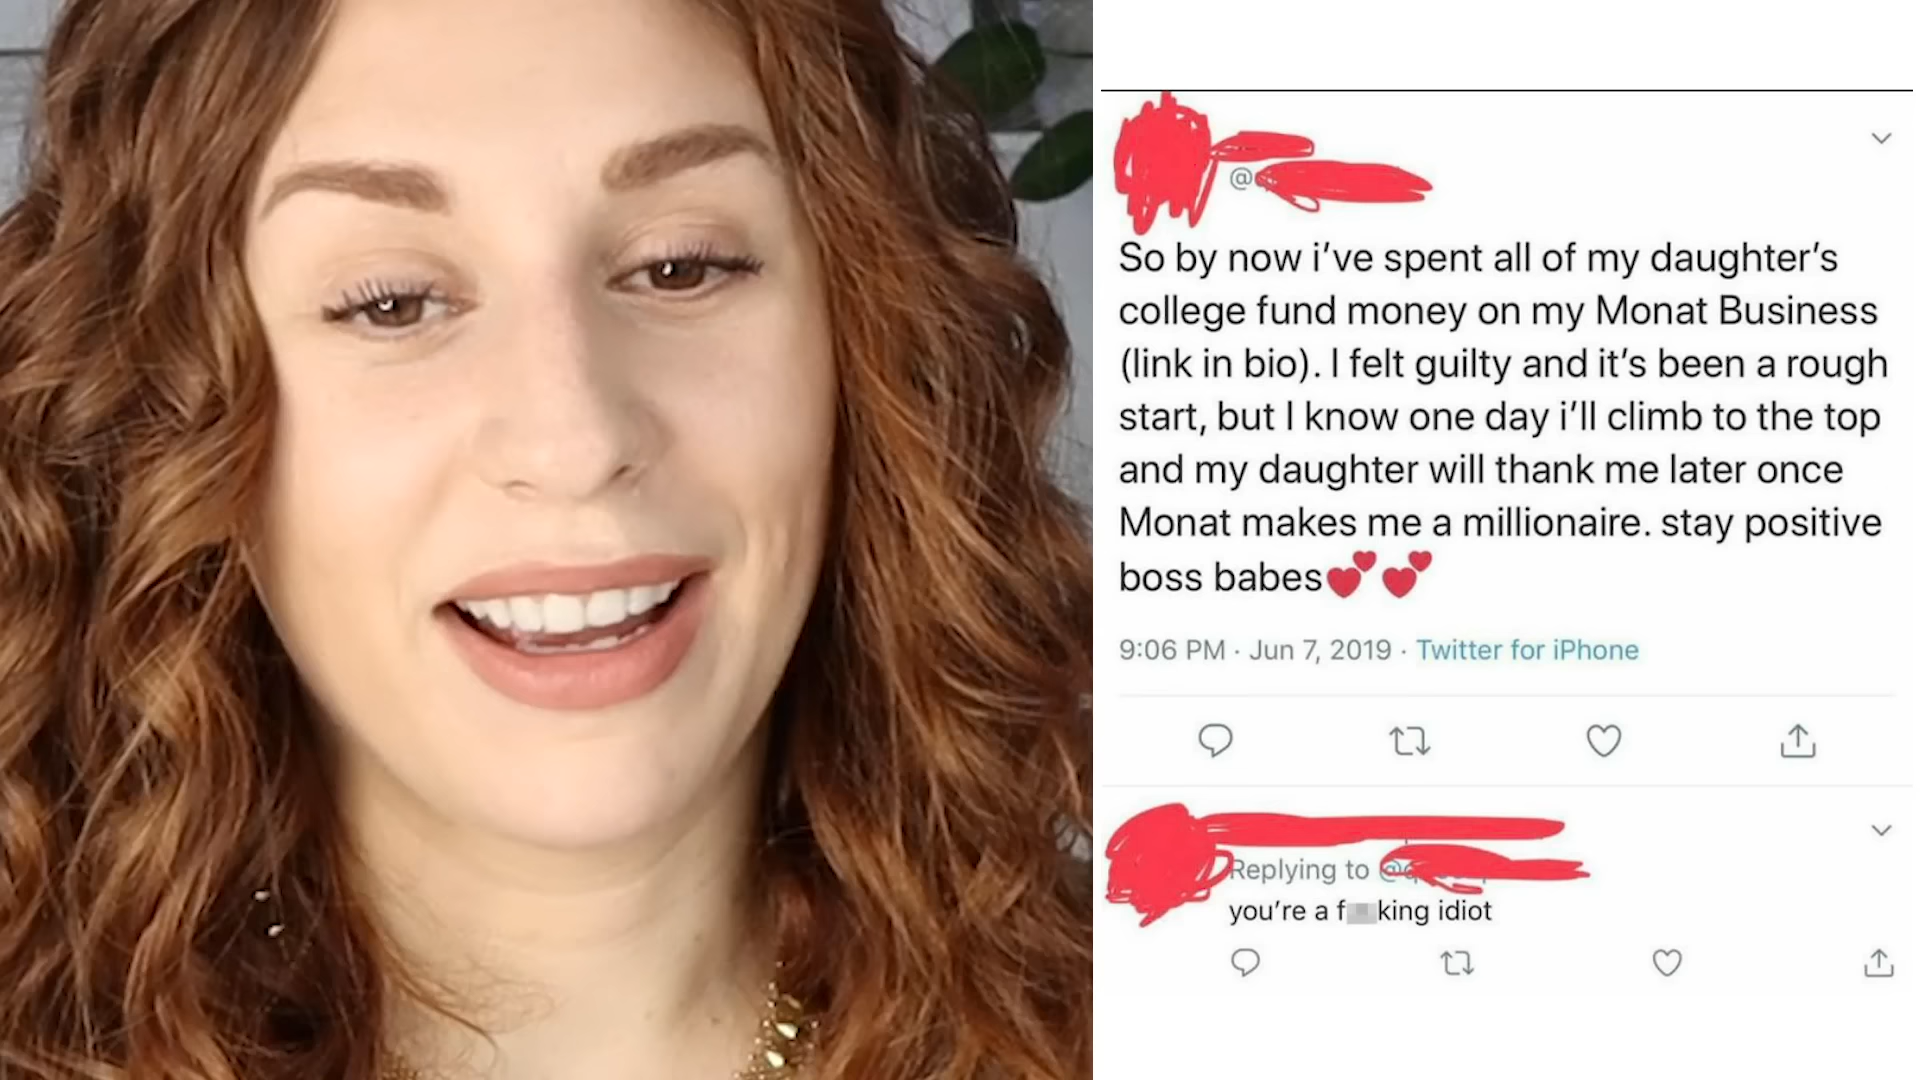 @
So by now i've spent all of my daughter's
college fund money on my Monat Business
(link in bio). I felt guilty and it's been a rough
start, but I know one day i'll climb to the top
and my daughter will thank me later once
Monat makes me a millionaire. stay positive
boss babes💕💕
9:06 PM · Jun 7, 2019 · Twitter for iPhone
Replying to
you're a f king idiot